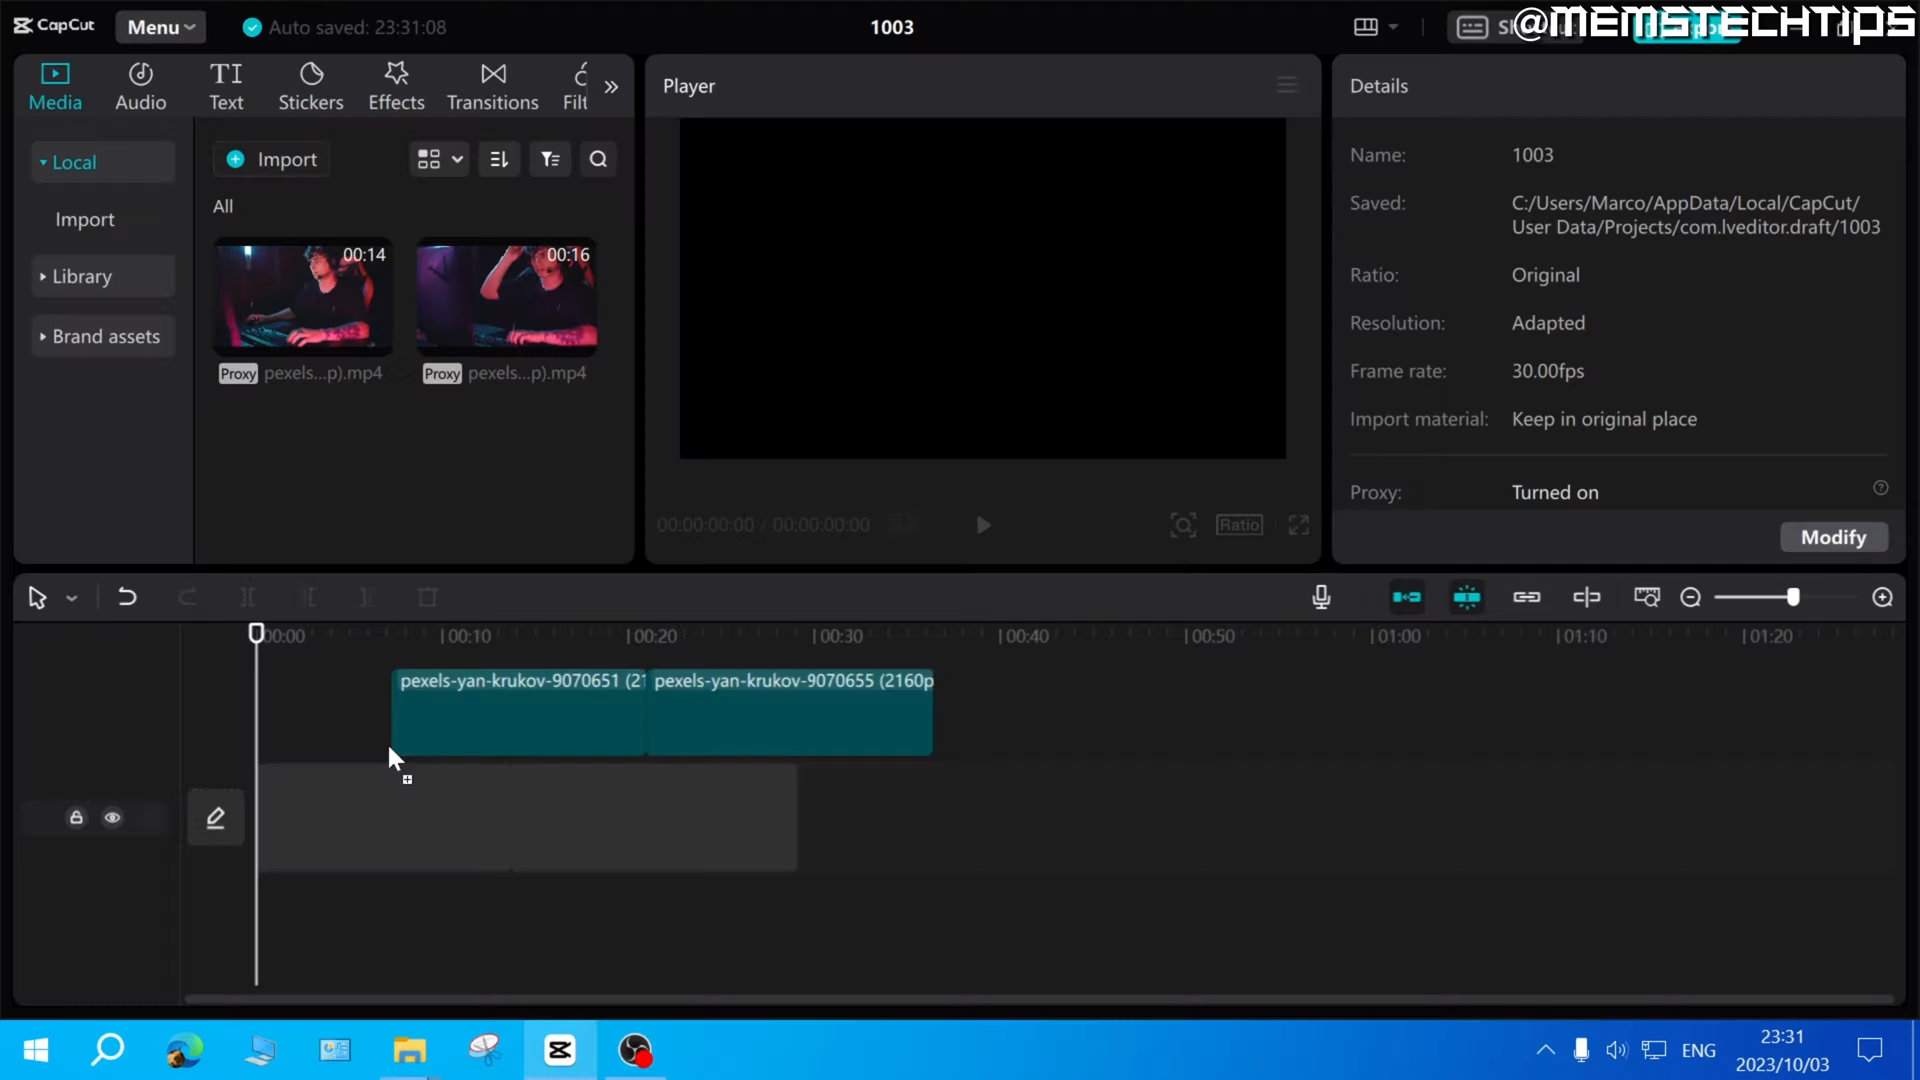 CapCut
Menu
Auto saved: 23:31:08
1003
@MEMSTECHTIPS
Media
Audio
Text
Stickers
Effects
Transitions
Filt
Player
Details
Local
Import
Library
Brand assets
Import
All
00:14
00:16
Proxy pexels...p).mp4
Proxy pexels...p).mp4
00:00:00:00 / 00:00:00:00
Ratio
Name: 1003
Saved: C:/Users/Marco/AppData/Local/CapCut/
User Data/Projects/com.lveditor.draft/1003
Ratio: Original
Resolution: Adapted
Frame rate: 30.00fps
Import material: Keep in original place
Proxy: Turned on
Modify
00:00 |00:10 |00:20 |00:30 |00:40 |00:50 |01:00 |01:10 |01:20
pexels-yan-krukov-9070651 (21
pexels-yan-krukov-9070655 (2160p
ENG
23:31
2023/10/03